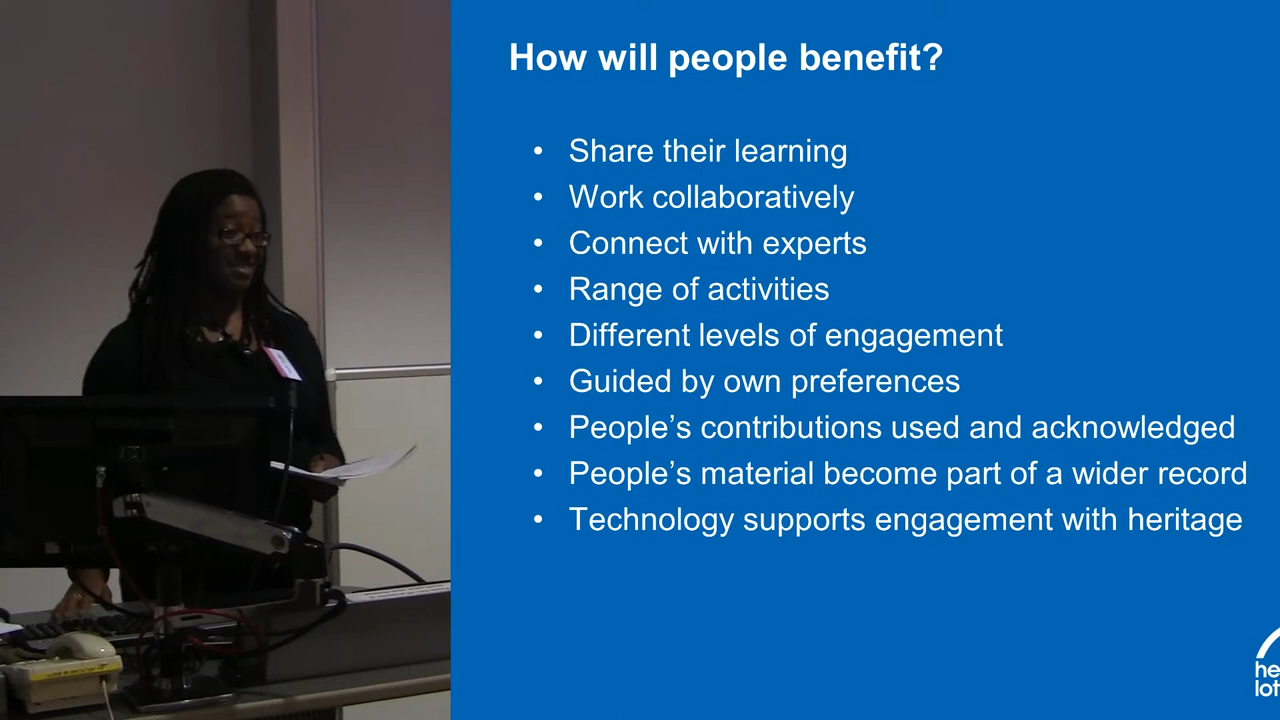 How will people benefit?
• Share their learning
• Work collaboratively
• Connect with experts
• Range of activities
• Different levels of engagement
• Guided by own preferences
• People’s contributions used and acknowledged
• People’s material become part of a wider record
• Technology supports engagement with heritage
he
lot